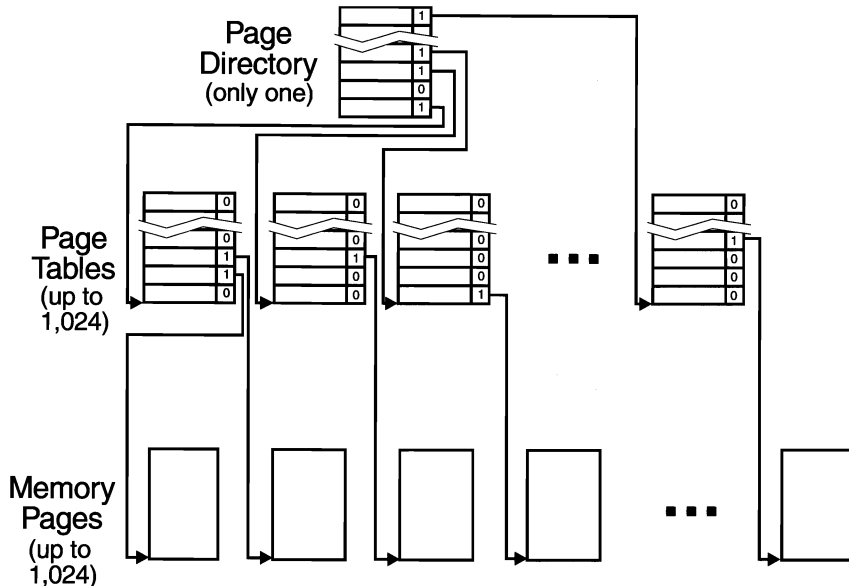 1
Page
Directory
(only one)
1
1
0
1
0 0 0 0
Page
Tables
(up to
1,024)
0 0 0 1
1 1 0 0
1 0 0 0
0 0 1 0
Memory
Pages
(up to
1,024)